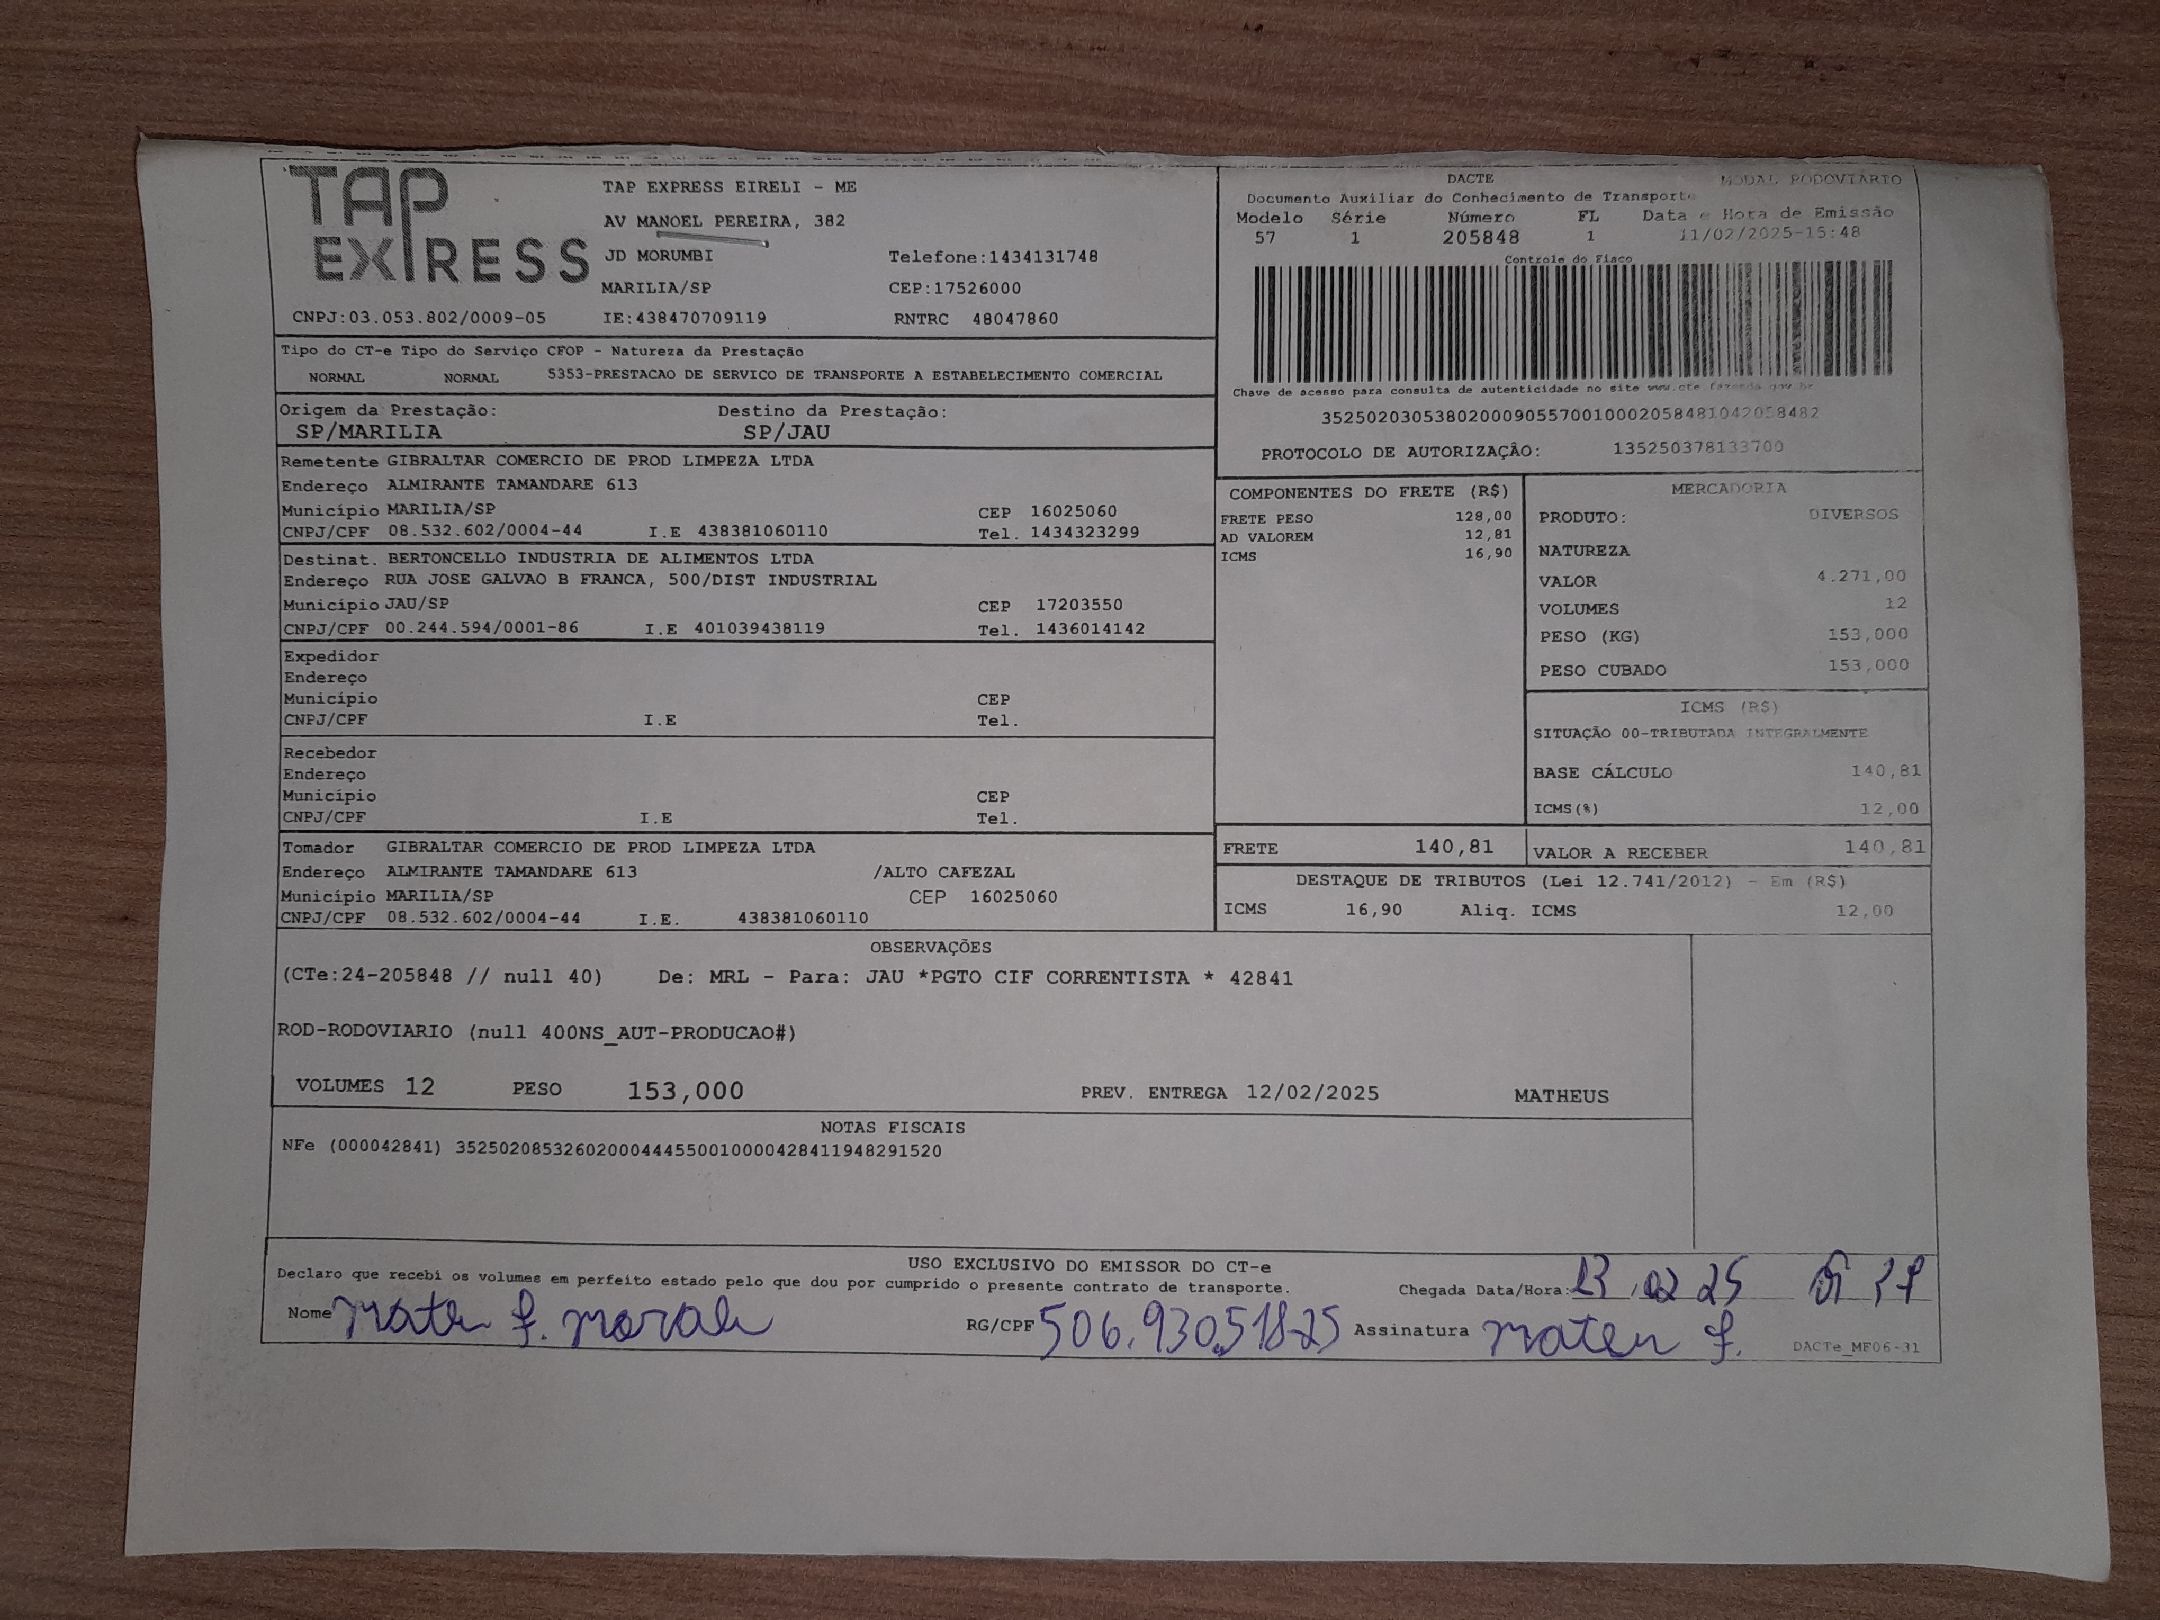 TAP EXPRESS
TAP EXPRESS EIRELI - ME
AV MANOEL PEREIRA, 382
JD MORUMBI Telefone:1434131748
MARILIA/SP CEP:17526000
CNPJ:03.053.802/0009-05 IE:438470709119 RNTRC 48047860
DACTE MODAL RODOVIÁRIO
Documento Auxiliar do Conhecimento de Transporte
Modelo Série Número FL Data e Hora de Emissão
57 1 205848 1 11/02/2025-15:48
Controle do Fisco
Chave de acesso para consulta de autenticidade no site www.cte.fazenda.gov.br
35250203053802000905570010002058481042058482
PROTOCOLO DE AUTORIZAÇÃO: 135250378133700
Tipo do CT-e Tipo do Serviço CFOP - Natureza da Prestação
NORMAL NORMAL 5353-PRESTACAO DE SERVICO DE TRANSPORTE A ESTABELECIMENTO COMERCIAL
Origem da Prestação: Destino da Prestação:
SP/MARILIA SP/JAU
Remetente GIBRALTAR COMERCIO DE PROD LIMPEZA LTDA
Endereço ALMIRANTE TAMANDARE 613
Município MARILIA/SP CEP 16025060
CNPJ/CPF 08.532.602/0004-44 I.E 438381060110 Tel. 1434323299
Destinat. BERTONCELLO INDUSTRIA DE ALIMENTOS LTDA
Endereço RUA JOSE GALVAO B FRANCA, 500/DIST INDUSTRIAL
Município JAU/SP CEP 17203550
CNPJ/CPF 00.244.594/0001-86 I.E 401039438119 Tel. 1436014142
Expedidor
Endereço
Município CEP
CNPJ/CPF I.E Tel.
Recebedor
Endereço
Município CEP
CNPJ/CPF I.E Tel.
Tomador GIBRALTAR COMERCIO DE PROD LIMPEZA LTDA
Endereço ALMIRANTE TAMANDARE 613 /ALTO CAFEZAL
Município MARILIA/SP CEP 16025060
CNPJ/CPF 08.532.602/0004-44 I.E. 438381060110
COMPONENTES DO FRETE (R$)
FRETE PESO 128,00
AD VALOREM 12,81
ICMS 16,90
MERCADORIA
PRODUTO: DIVERSOS
NATUREZA
VALOR 4.271,00
VOLUMES 12
PESO (KG) 153,000
PESO CUBADO 153,000
ICMS (R$)
SITUAÇÃO 00-TRIBUTADA INTEGRALMENTE
BASE CÁLCULO 140,81
ICMS(%) 12,00
FRETE 140,81 VALOR A RECEBER 140,81
DESTAQUE DE TRIBUTOS (Lei 12.741/2012) - Em (R$)
ICMS 16,90 Aliq. ICMS 12,00
OBSERVAÇÕES
(CTe:24-205848 // null 40) De: MRL - Para: JAU *PGTO CIF CORRENTISTA * 42841
ROD-RODOVIARIO (null 400NS_AUT-PRODUCAO#)
VOLUMES 12 PESO 153,000 PREV. ENTREGA 12/02/2025 MATHEUS
NOTAS FISCAIS
NFe (000042841) 35250208532602000444550010000428411948291520
USO EXCLUSIVO DO EMISSOR DO CT-e
Declaro que recebi os volumes em perfeito estado pelo que dou por cumprido o presente contrato de transporte. Chegada Data/Hora: 13 02 25
Nome RG/CPF 506.930.518-25 Assinatura
DACTe_MF06-31